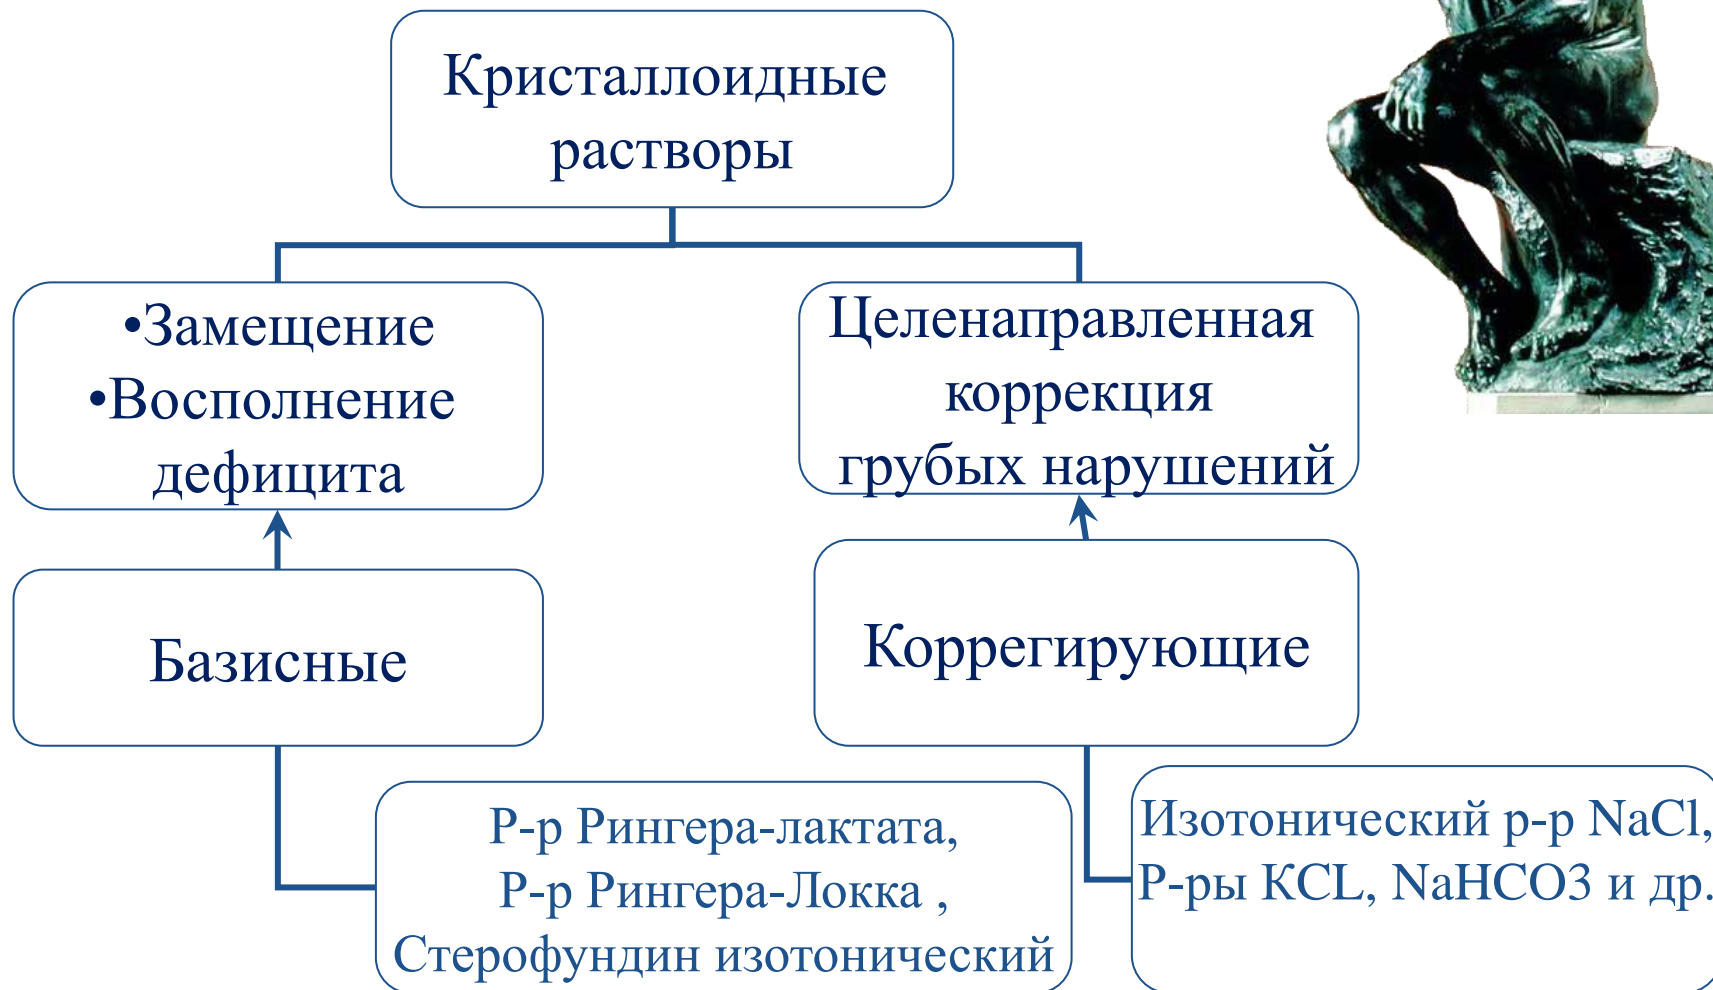 Кристаллоидные
растворы
•Замещение
•Восполнение
дефицита
Целенаправленная
коррекция
грубых нарушений
Базисные
Коррегирующие
Р-р Рингера-лактата,
Р-р Рингера-Локка ,
Стерофундин изотонический
Изотонический р-р NaCl,
Р-ры KCL, NaHCO3 и др.